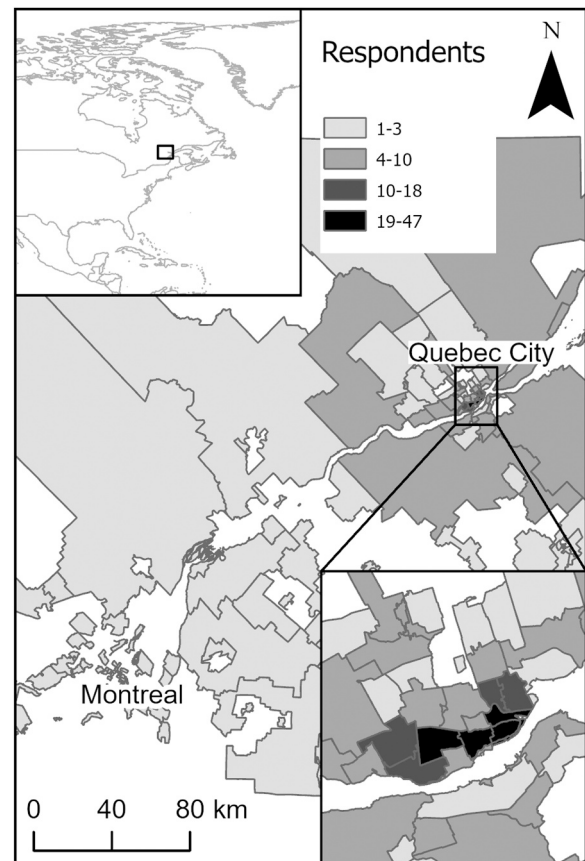 Respondents
N
1-3
4-10
10-18
19-47
Quebec City
Montreal
0 40 80 km